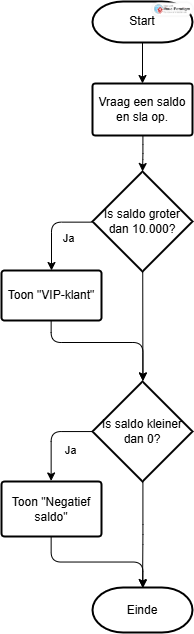 Start
Vraag een saldo
en sla op.
Is saldo groter
dan 10.000?
Ja
Toon "VIP-klant"
Is saldo kleiner
dan 0?
Ja
Toon "Negatief
saldo"
Einde